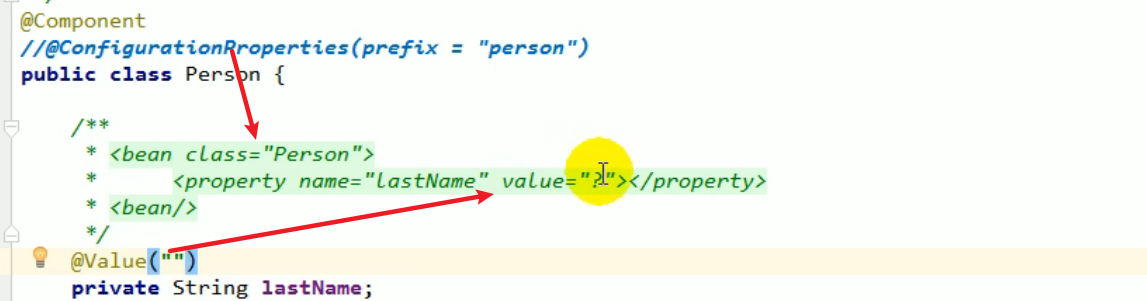 @Component
//@ConfigurationProperties(prefix = "person")
public class Person {
/**
* <bean class="Person">
* <property name="lastName" value="?"></property>
* <bean/>
*/
@Value("")
private String lastName;